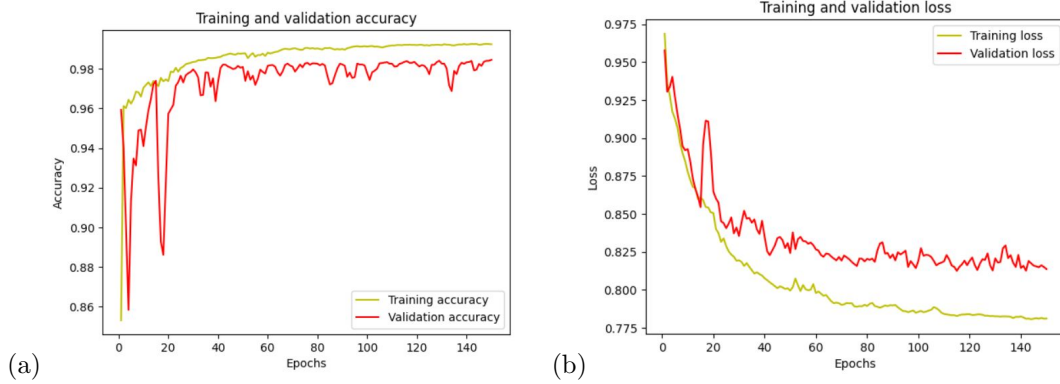 Training and validation accuracy
Accuracy
0.98
0.96
0.94
0.92
0.90
0.88
0.86
Training accuracy
Validation accuracy
0 20 40 60 80 100 120 140
Epochs
(a)
Training and validation loss
Loss
0.975
0.950
0.925
0.900
0.875
0.850
0.825
0.800
0.775
Training loss
Validation loss
0 20 40 60 80 100 120 140
Epochs
(b)